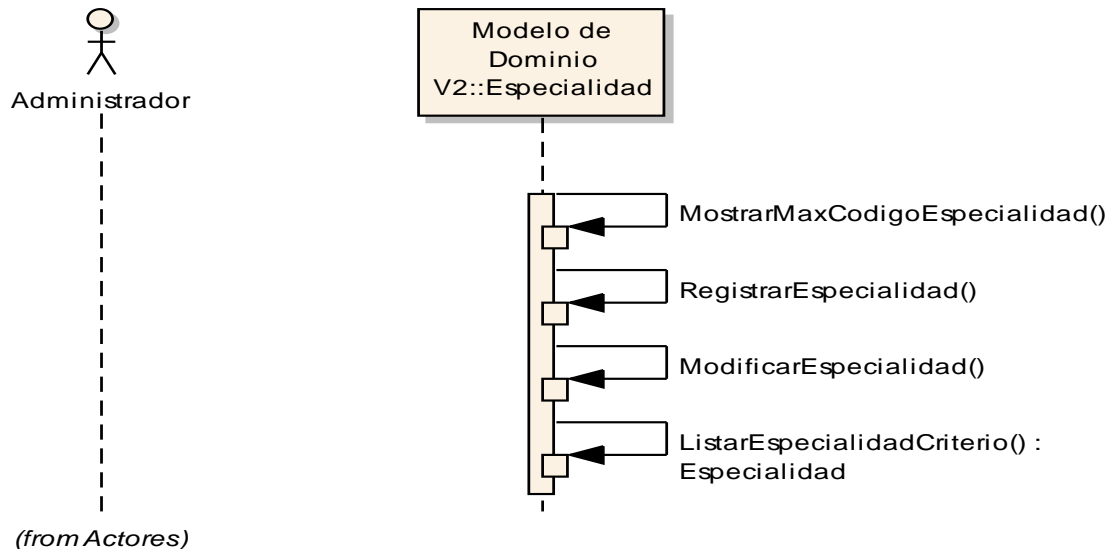 Modelo de
Dominio
V2::Especialidad
Administrador
MostrarMaxCodigoEspecialidad()
RegistrarEspecialidad()
ModificarEspecialidad()
ListarEspecialidadCriterio() :
Especialidad
(from Actores)